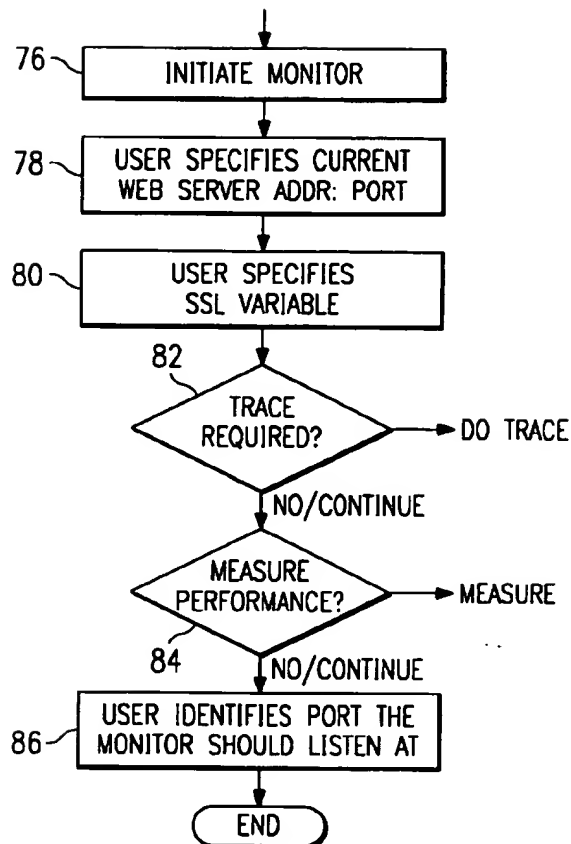 76
INITIATE MONITOR
78
USER SPECIFIES CURRENT
WEB SERVER ADDR: PORT
80
USER SPECIFIES
SSL VARIABLE
82
TRACE
REQUIRED?
DO TRACE
NO/CONTINUE
MEASURE
PERFORMANCE?
MEASURE
84
NO/CONTINUE
86
USER IDENTIFIES PORT THE
MONITOR SHOULD LISTEN AT
END